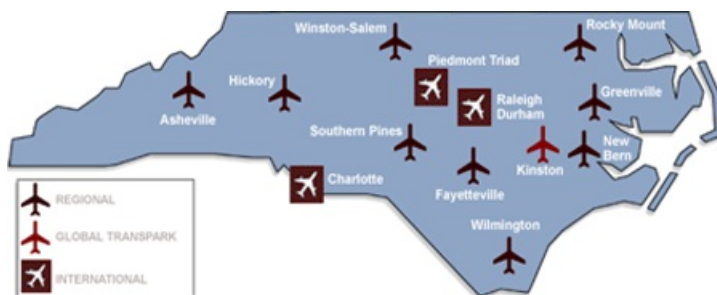 Winston-Salem
Rocky Mount
Piedmont Triad
Hickory
Asheville
Raleigh
Durham
Greenville
Southern Pines
New
Bern
Kinston
Charlotte
Fayetteville
Wilmington
REGIONAL
GLOBAL TRANSPARK
INTERNATIONAL